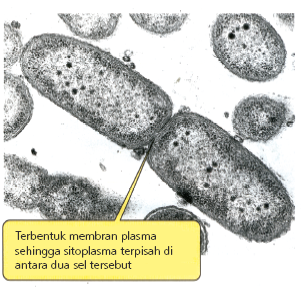 Terbentuk membran plasma
sehingga sitoplasma terpisah di
antara dua sel tersebut